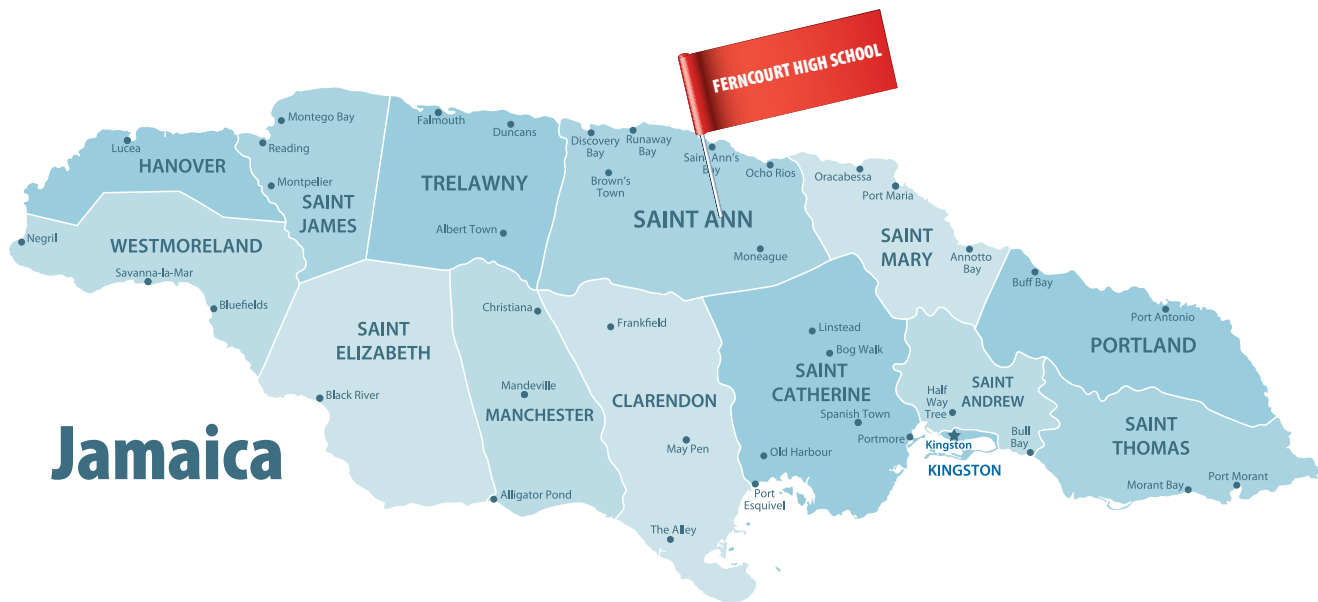 FERNCOURT HIGH SCHOOL
Montego Bay
Falmouth
Duncans
Discovery
Bay
Runaway
Bay
Saint Ann's
Bay
Lucea
Reading
HANOVER
Ocho Rios
Oracabessa
Montpelier
TRELAWNY
Brown's
Town
Port Maria
SAINT
JAMES
SAINT ANN
Negril
WESTMORELAND
Albert Town
SAINT
MARY
Moneague
Annotto
Bay
Savanna-la-Mar
Buff Bay
Bluefields
Christiana
Frankfield
Linstead
Port Antonio
SAINT
ELIZABETH
Bog Walk
PORTLAND
SAINT
CATHERINE
Black River
Mandeville
MANCHESTER
CLARENDON
Half
Way
Tree
SAINT
ANDREW
Spanish Town
SAINT
THOMAS
Jamaica
May Pen
Portmore
Kingston
Bull
Bay
Old Harbour
KINGSTON
Alligator Pond
Port
Esquivel
Morant Bay
Port Morant
The Alley